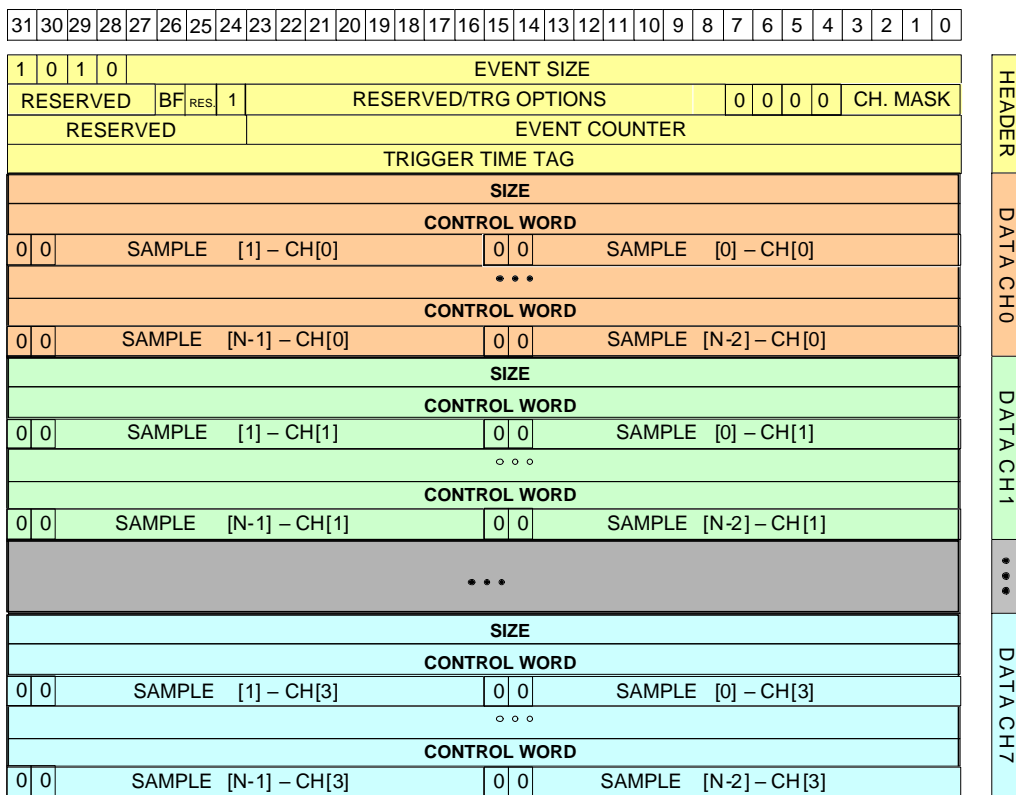 31 30 29 28 27 26 25 24 23 22 21 20 19 18 17 16 15 14 13 12 11 10 9 8 7 6 5 4 3 2 1 0
1 0 1 0 EVENT SIZE
RESERVED BF RES. 1 RESERVED/TRG OPTIONS 0 0 0 0 CH. MASK
RESERVED EVENT COUNTER
TRIGGER TIME TAG
HEADER
SIZE
CONTROL WORD
0 0 SAMPLE [1] – CH[0] 0 0 SAMPLE [0] – CH[0]
• • •
CONTROL WORD
0 0 SAMPLE [N-1] – CH[0] 0 0 SAMPLE [N-2] – CH[0]
DATA CH0
SIZE
CONTROL WORD
0 0 SAMPLE [1] – CH[1] 0 0 SAMPLE [0] – CH[1]
○ ○ ○
CONTROL WORD
0 0 SAMPLE [N-1] – CH[1] 0 0 SAMPLE [N-2] – CH[1]
DATA CH1
• • •
• • •
SIZE
CONTROL WORD
0 0 SAMPLE [1] – CH[3] 0 0 SAMPLE [0] – CH[3]
○ ○ ○
CONTROL WORD
0 0 SAMPLE [N-1] – CH[3] 0 0 SAMPLE [N-2] – CH[3]
DATA CH7